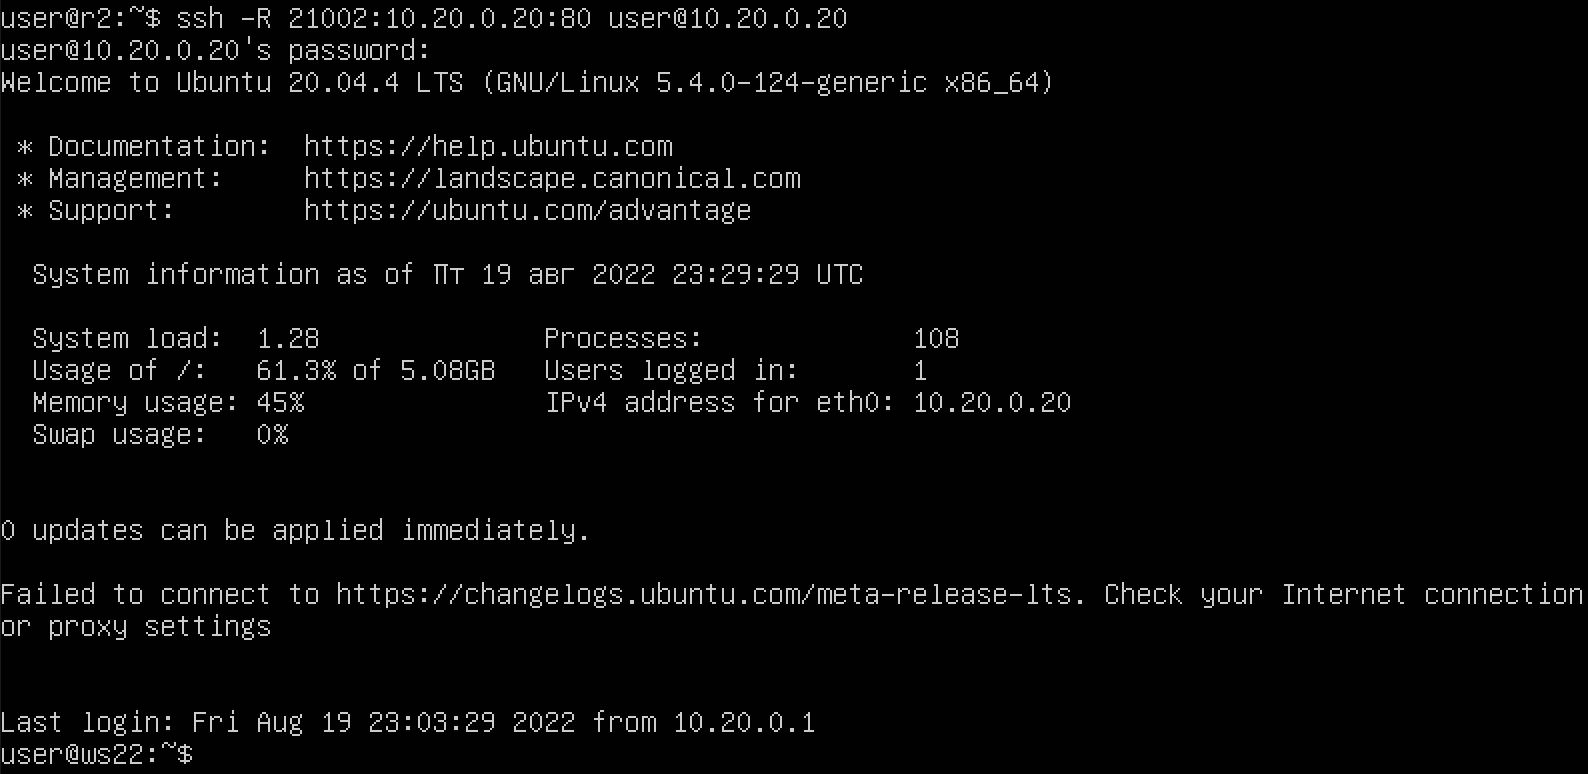 user@r2:~$ ssh -R 21002:10.20.0.20:80 user@10.20.0.20
user@10.20.0.20's password:
Welcome to Ubuntu 20.04.4 LTS (GNU/Linux 5.4.0-124-generic x86_64)

 * Documentation:  https://help.ubuntu.com
 * Management:     https://landscape.canonical.com
 * Support:        https://ubuntu.com/advantage

  System information as of Пт 19 авг 2022 23:29:29 UTC

  System load:  1.28              Processes:             108
  Usage of /:   61.3% of 5.08GB   Users logged in:       1
  Memory usage: 45%               IPv4 address for eth0: 10.20.0.20
  Swap usage:   0%


0 updates can be applied immediately.

Failed to connect to https://changelogs.ubuntu.com/meta-release-lts. Check your Internet connection
or proxy settings


Last login: Fri Aug 19 23:03:29 2022 from 10.20.0.1
user@ws22:~$